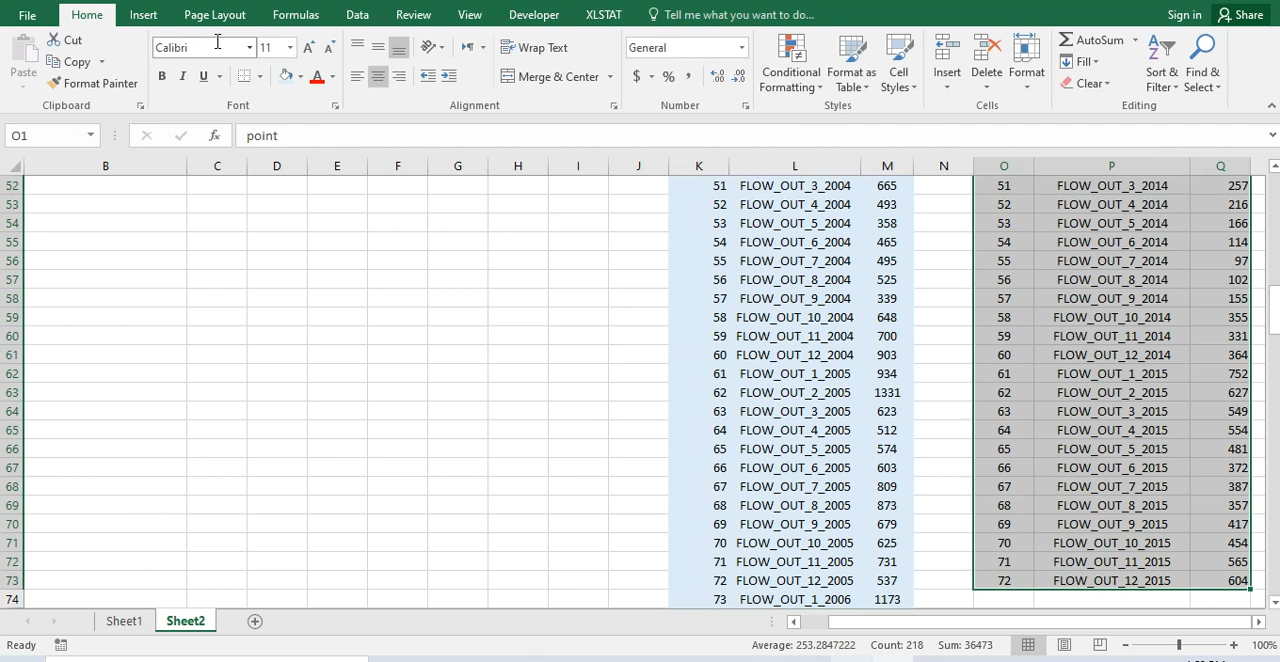 File Home Insert Page Layout Formulas Data Review View Developer XLSTAT Tell me what you want to do... Sign in Share
Paste Cut Copy Format Painter Clipboard
Calibri 11 A A B I U A Font
Wrap Text Merge & Center Alignment
General $ % , Number
Conditional Formatting Format as Table Cell Styles Styles
Insert Delete Format Cells
AutoSum Fill Clear Sort & Filter Find & Select Editing
O1 fx point
B C D E F G H I J K L M N O P Q
52 51 FLOW_OUT_3_2004 665 51 FLOW_OUT_3_2014 257
53 52 FLOW_OUT_4_2004 493 52 FLOW_OUT_4_2014 216
54 53 FLOW_OUT_5_2004 358 53 FLOW_OUT_5_2014 166
55 54 FLOW_OUT_6_2004 465 54 FLOW_OUT_6_2014 114
56 55 FLOW_OUT_7_2004 495 55 FLOW_OUT_7_2014 97
57 56 FLOW_OUT_8_2004 525 56 FLOW_OUT_8_2014 102
58 57 FLOW_OUT_9_2004 339 57 FLOW_OUT_9_2014 155
59 58 FLOW_OUT_10_2004 648 58 FLOW_OUT_10_2014 355
60 59 FLOW_OUT_11_2004 700 59 FLOW_OUT_11_2014 331
61 60 FLOW_OUT_12_2004 903 60 FLOW_OUT_12_2014 364
62 61 FLOW_OUT_1_2005 934 61 FLOW_OUT_1_2015 752
63 62 FLOW_OUT_2_2005 1331 62 FLOW_OUT_2_2015 627
64 63 FLOW_OUT_3_2005 623 63 FLOW_OUT_3_2015 549
65 64 FLOW_OUT_4_2005 512 64 FLOW_OUT_4_2015 554
66 65 FLOW_OUT_5_2005 574 65 FLOW_OUT_5_2015 481
67 66 FLOW_OUT_6_2005 603 66 FLOW_OUT_6_2015 372
68 67 FLOW_OUT_7_2005 809 67 FLOW_OUT_7_2015 387
69 68 FLOW_OUT_8_2005 873 68 FLOW_OUT_8_2015 357
70 69 FLOW_OUT_9_2005 679 69 FLOW_OUT_9_2015 417
71 70 FLOW_OUT_10_2005 625 70 FLOW_OUT_10_2015 454
72 71 FLOW_OUT_11_2005 731 71 FLOW_OUT_11_2015 565
73 72 FLOW_OUT_12_2005 537 72 FLOW_OUT_12_2015 604
74 73 FLOW_OUT_1_2006 1173
Sheet1 Sheet2
Ready Average: 253.2847222 Count: 218 Sum: 36473 100%